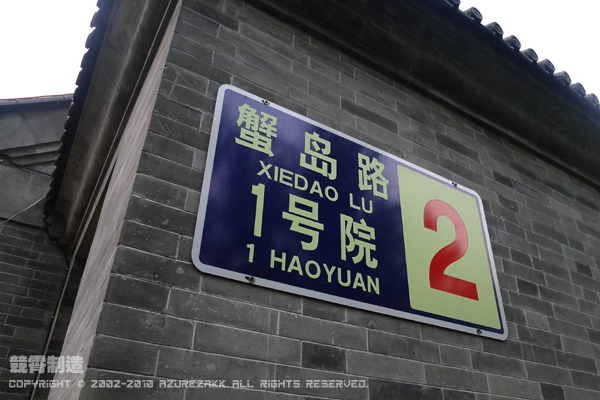 蟹岛路
XIEDAO LU
1号院
1 HAOYUAN
2
競霄制造
COPYRIGHT © 2002-2010 AZUREZAKK ALL RIGHTS RESERVED.